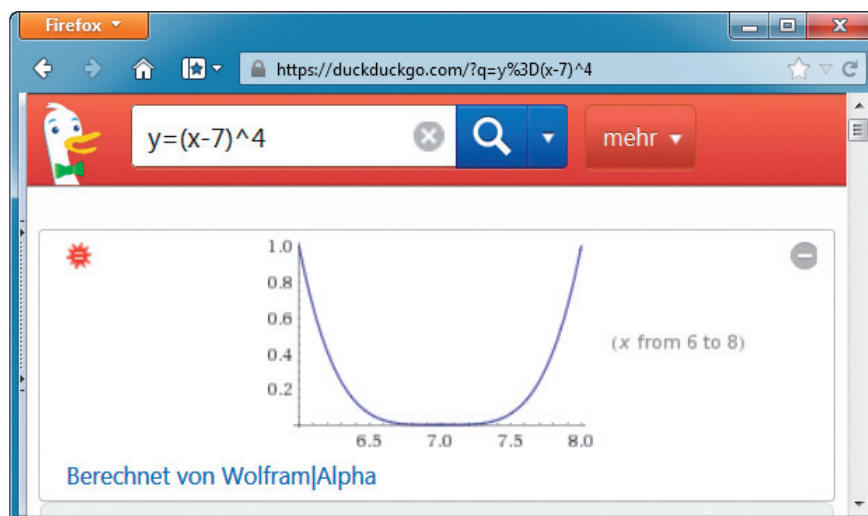 Firefox
https://duckduckgo.com/?q=y%3D(x-7)^4
y=(x-7)^4
mehr
1.0
0.8
0.6
0.4
0.2
6.5 7.0 7.5 8.0
(x from 6 to 8)
Berechnet von Wolfram|Alpha